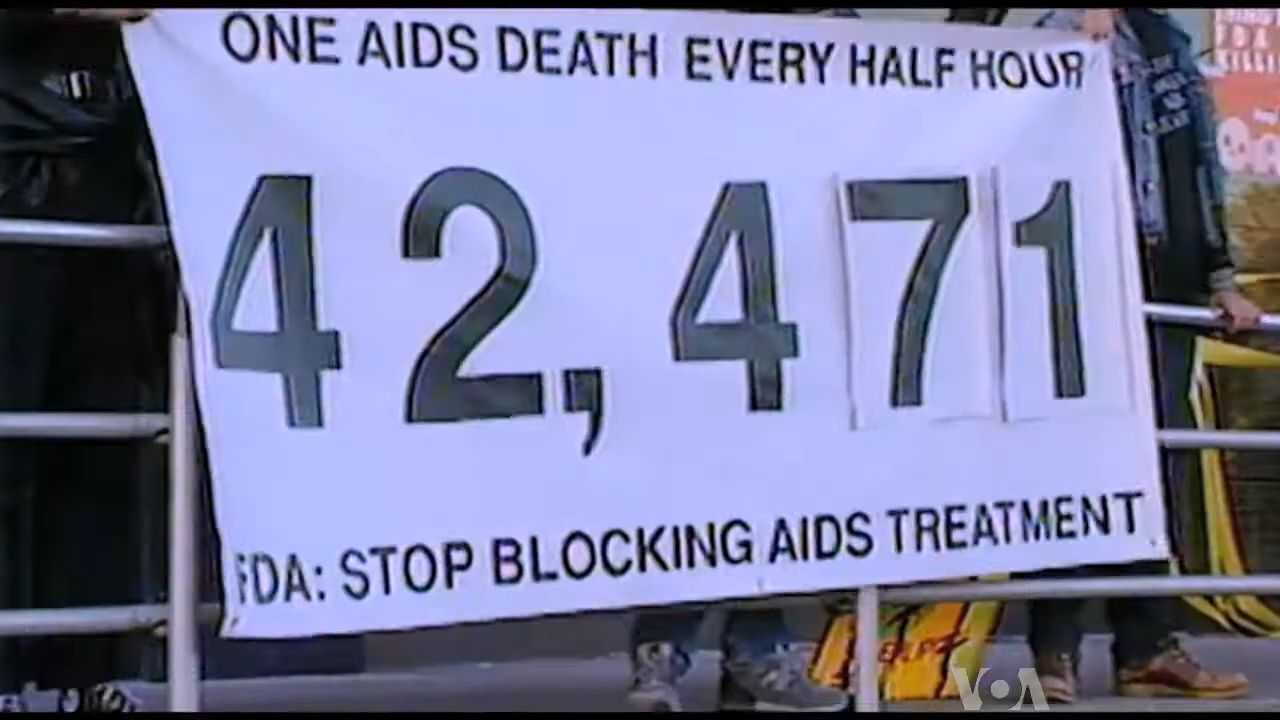 ONE AIDS DEATH EVERY HALF HOUR
42,471
FDA: STOP BLOCKING AIDS TREATMENT
VOA